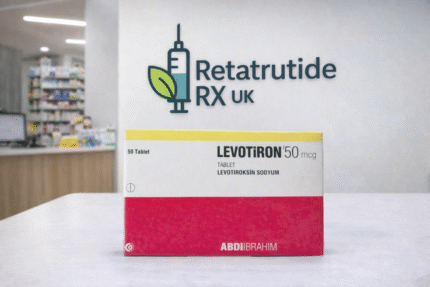 Retatrutide
RX UK
50 Tablet
LEVOTiRON 50 mcg
TABLET
LEVOTIROKSIN SODYUM
ABDIIBRAHIM